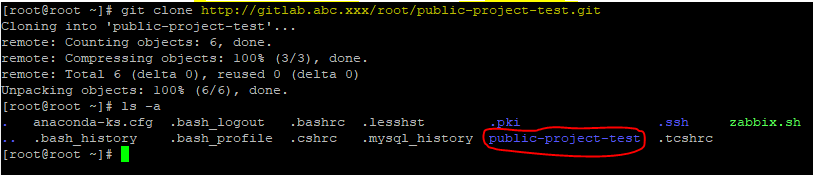 [root@root ~]# git clone http://gitlab.abc.xxx/root/public-project-test.git
Cloning into 'public-project-test'...
remote: Counting objects: 6, done.
remote: Compressing objects: 100% (3/3), done.
remote: Total 6 (delta 0), reused 0 (delta 0)
Unpacking objects: 100% (6/6), done.
[root@root ~]# ls -a
.   anaconda-ks.cfg  .bash_logout   .bashrc  .lesshst        .pki                 .ssh     zabbix.sh
..  .bash_history    .bash_profile  .cshrc   .mysql_history  public-project-test  .tcshrc
[root@root ~]#